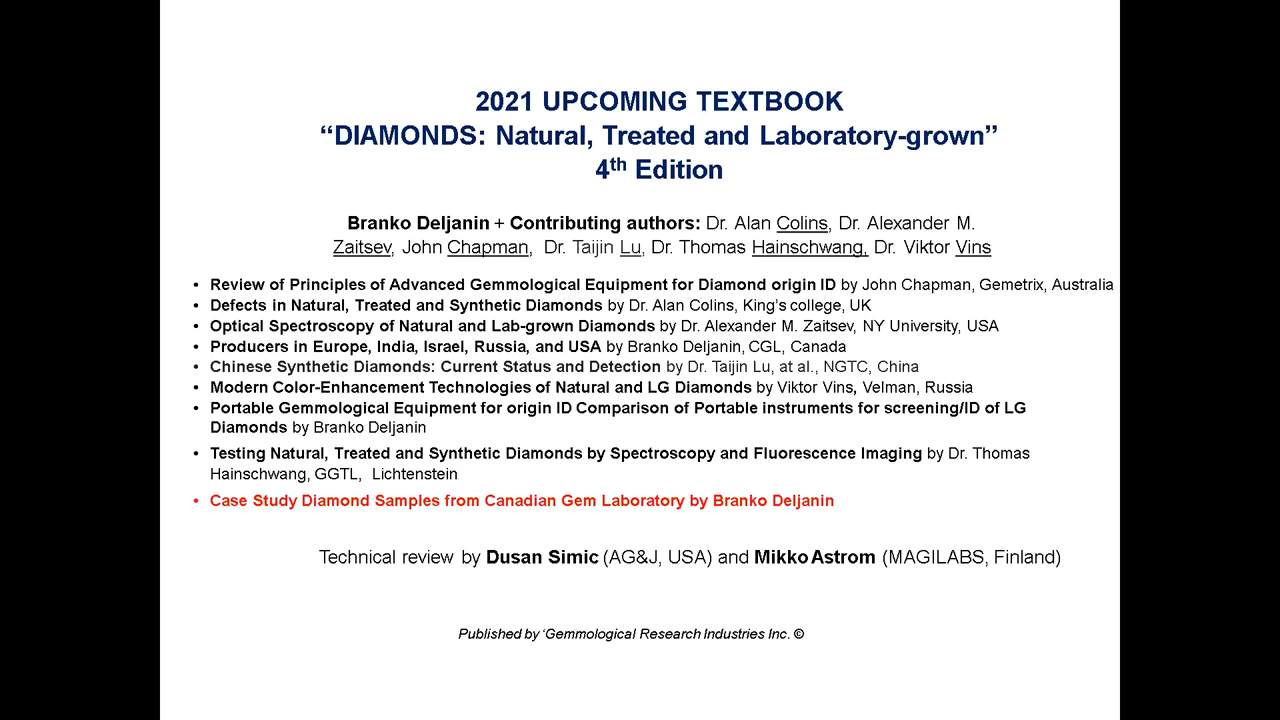 2021 UPCOMING TEXTBOOK
“DIAMONDS: Natural, Treated and Laboratory-grown”
4th Edition
Branko Deljanin + Contributing authors: Dr. Alan Colins, Dr. Alexander M.
Zaitsev, John Chapman, Dr. Taijin Lu, Dr. Thomas Hainschwang, Dr. Viktor Vins
• Review of Principles of Advanced Gemmological Equipment for Diamond origin ID by John Chapman, Gemetrix, Australia
• Defects in Natural, Treated and Synthetic Diamonds by Dr. Alan Colins, King's college, UK
• Optical Spectroscopy of Natural and Lab-grown Diamonds by Dr. Alexander M. Zaitsev, NY University, USA
• Producers in Europe, India, Israel, Russia, and USA by Branko Deljanin, CGL, Canada
• Chinese Synthetic Diamonds: Current Status and Detection by Dr. Taijin Lu, at al., NGTC, China
• Modern Color-Enhancement Technologies of Natural and LG Diamonds by Viktor Vins, Velman, Russia
• Portable Gemmological Equipment for origin ID Comparison of Portable instruments for screening/ID of LG
Diamonds by Branko Deljanin
• Testing Natural, Treated and Synthetic Diamonds by Spectroscopy and Fluorescence Imaging by Dr. Thomas
Hainschwang, GGTL, Lichtenstein
• Case Study Diamond Samples from Canadian Gem Laboratory by Branko Deljanin
Technical review by Dusan Simic (AG&J, USA) and Mikko Astrom (MAGILABS, Finland)
Published by ‘Gemmological Research Industries Inc. ©